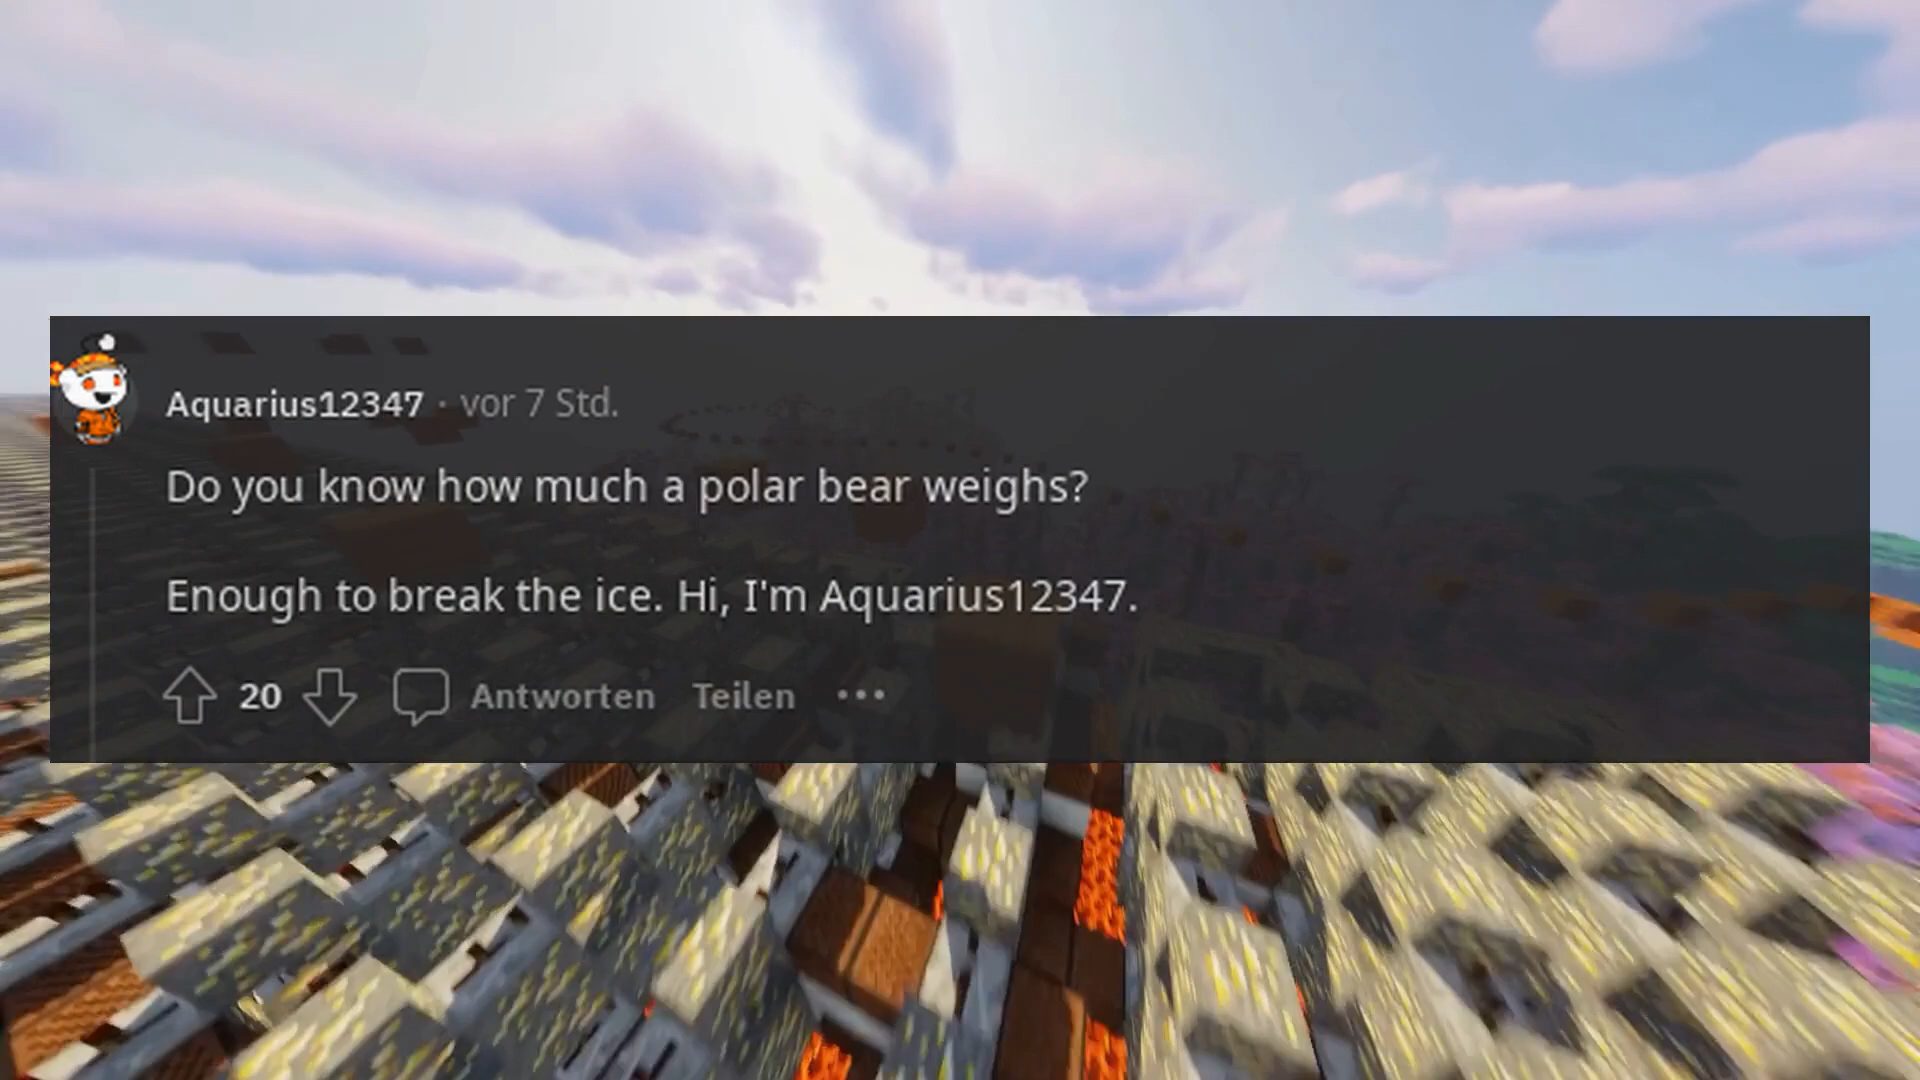 Aquarius12347 · vor 7 Std.
Do you know how much a polar bear weighs?
Enough to break the ice. Hi, I'm Aquarius12347.
20 Antworten Teilen ...